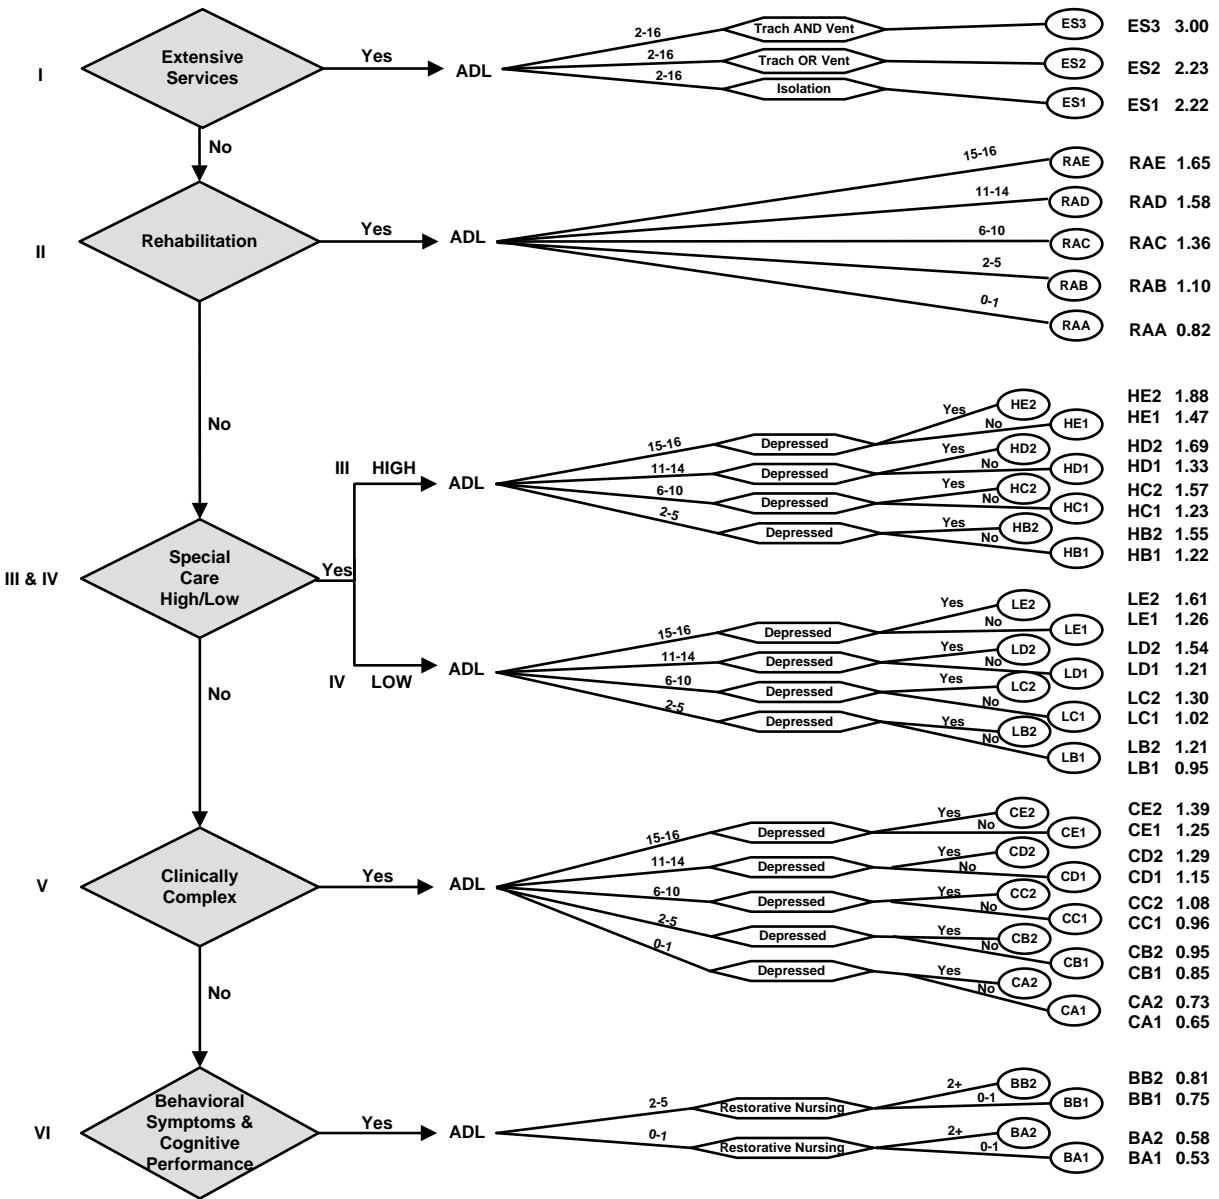 I
Extensive
Services
Yes
ADL
2-16
Trach AND Vent
ES3
ES3 3.00
2-16
Trach OR Vent
ES2
ES2 2.23
2-16
Isolation
ES1
ES1 2.22
No
II
Rehabilitation
Yes
ADL
15-16
RAE
RAE 1.65
11-14
RAD
RAD 1.58
6-10
RAC
RAC 1.36
2-5
RAB
RAB 1.10
0-1
RAA
RAA 0.82
No
III & IV
Special
Care
High/Low
Yes
III HIGH
ADL
15-16
Depressed
Yes
HE2
HE2 1.88
No
HE1
HE1 1.47
11-14
Depressed
Yes
HD2
HD2 1.69
No
HD1
HD1 1.33
6-10
Depressed
Yes
HC2
HC2 1.57
No
HC1
HC1 1.23
2-5
Depressed
Yes
HB2
HB2 1.55
No
HB1
HB1 1.22
IV LOW
ADL
15-16
Depressed
Yes
LE2
LE2 1.61
No
LE1
LE1 1.26
11-14
Depressed
Yes
LD2
LD2 1.54
No
LD1
LD1 1.21
6-10
Depressed
Yes
LC2
LC2 1.30
No
LC1
LC1 1.02
2-5
Depressed
Yes
LB2
LB2 1.21
No
LB1
LB1 0.95
No
V
Clinically
Complex
Yes
ADL
15-16
Depressed
Yes
CE2
CE2 1.39
No
CE1
CE1 1.25
11-14
Depressed
Yes
CD2
CD2 1.29
No
CD1
CD1 1.15
6-10
Depressed
Yes
CC2
CC2 1.08
No
CC1
CC1 0.96
2-5
Depressed
Yes
CB2
CB2 0.95
No
CB1
CB1 0.85
0-1
Depressed
Yes
CA2
CA2 0.73
No
CA1
CA1 0.65
No
VI
Behavioral
Symptoms &
Cognitive
Performance
Yes
ADL
2-5
Restorative Nursing
2+
BB2
BB2 0.81
0-1
BB1
BB1 0.75
0-1
Restorative Nursing
2+
BA2
BA2 0.58
0-1
BA1
BA1 0.53